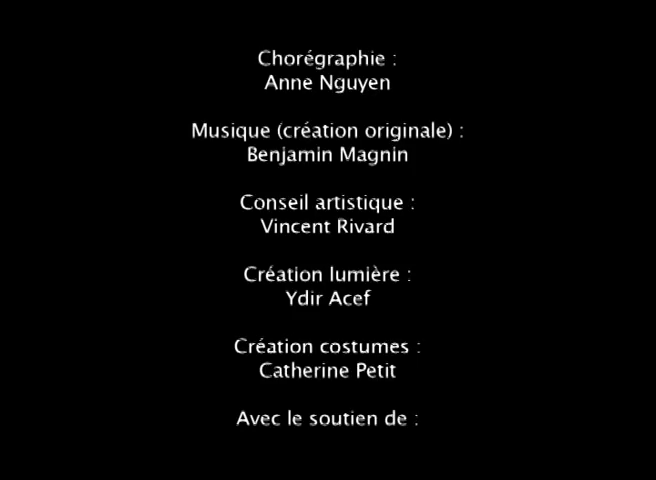 Chorégraphie :
Anne Nguyen
Musique (création originale) :
Benjamin Magnin
Conseil artistique :
Vincent Rivard
Création lumière :
Ydir Acef
Création costumes :
Catherine Petit
Avec le soutien de :